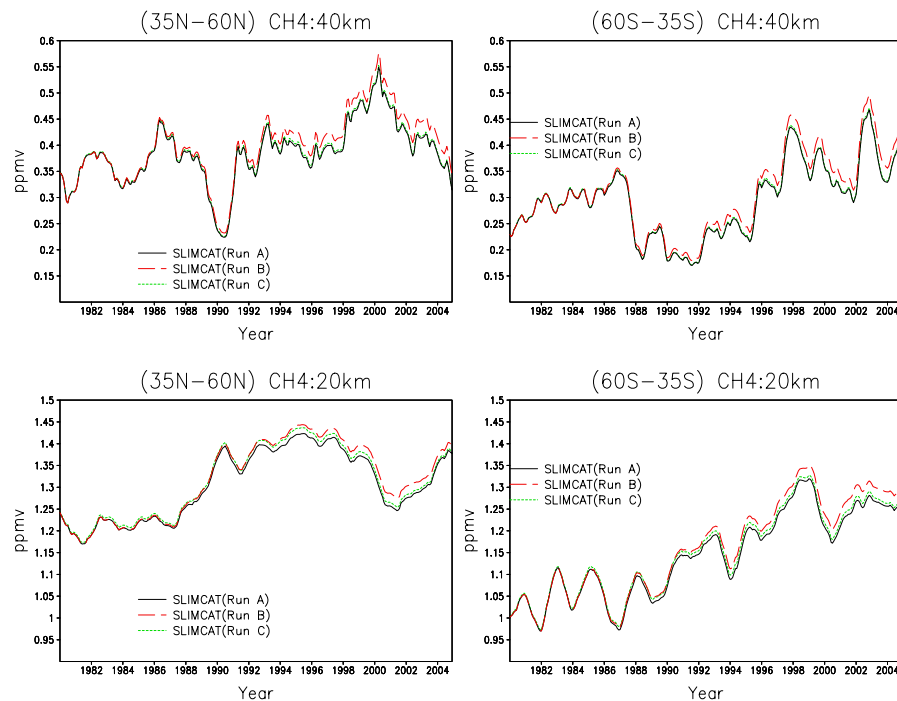 (35N-60N) CH4:40km
0.6
0.55
0.5
0.45
0.4
0.35
0.3
0.25
0.2
0.15
ppmv
SLIMCAT(Run A)
SLIMCAT(Run B)
SLIMCAT(Run C)
1982 1984 1986 1988 1990 1992 1994 1996 1998 2000 2002 2004
Year
(60S-35S) CH4:40km
0.6
0.55
0.5
0.45
0.4
0.35
0.3
0.25
0.2
0.15
ppmv
SLIMCAT(Run A)
SLIMCAT(Run B)
SLIMCAT(Run C)
1982 1984 1986 1988 1990 1992 1994 1996 1998 2000 2002 2004
Year
(35N-60N) CH4:20km
1.5
1.45
1.4
1.35
1.3
1.25
1.2
1.15
1.1
1.05
1
0.95
ppmv
SLIMCAT(Run A)
SLIMCAT(Run B)
SLIMCAT(Run C)
1982 1984 1986 1988 1990 1992 1994 1996 1998 2000 2002 2004
Year
(60S-35S) CH4:20km
1.5
1.45
1.4
1.35
1.3
1.25
1.2
1.15
1.1
1.05
1
0.95
ppmv
SLIMCAT(Run A)
SLIMCAT(Run B)
SLIMCAT(Run C)
1982 1984 1986 1988 1990 1992 1994 1996 1998 2000 2002 2004
Year